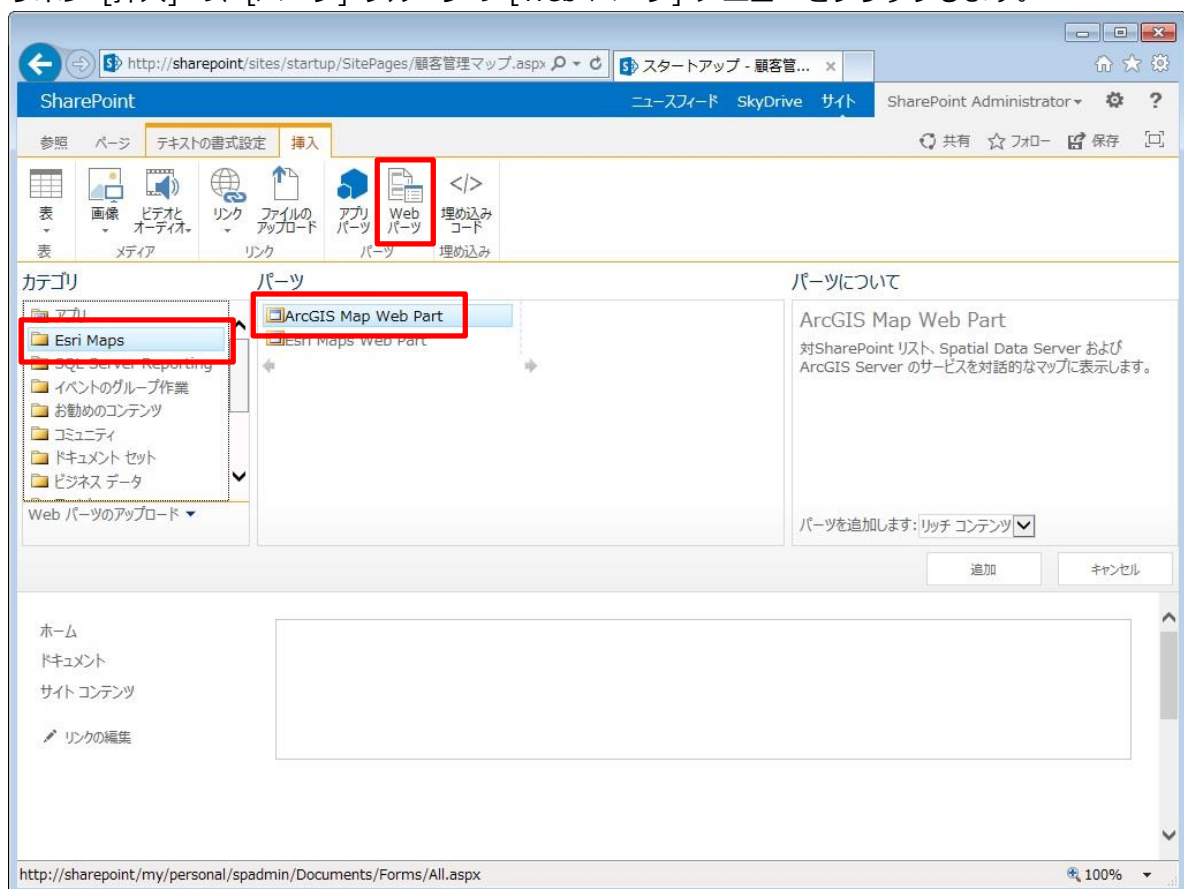 http://sharepoint/sites/startup/SitePages/顧客管理マップ.aspx
スタートアップ - 顧客管...
SharePoint
ニュースフィード SkyDrive サイト SharePoint Administrator ?
参照 ページ テキストの書式設定 挿入 共有 フォロー 保存
表 画像 ビデオと オーディオ リンク ファイルの アップロード アプリ パーツ Web パーツ </> 埋め込み コード
表 メディア リンク パーツ 埋め込み
カテゴリ パーツ パーツについて
アプリ
Esri Maps
SQL Server Reporting
イベントのグループ作業
お勧めのコンテンツ
コミュニティ
ドキュメント セット
ビジネス データ
Web パーツのアップロード
ArcGIS Map Web Part
Esri Maps Web Part
ArcGIS Map Web Part
対SharePoint リスト、Spatial Data Server および
ArcGIS Server のサービスを対話的なマップに表示します。
パーツを追加します: リッチ コンテンツ
追加 キャンセル
ホーム
ドキュメント
サイト コンテンツ
リンクの編集
http://sharepoint/my/personal/spadmin/Documents/Forms/All.aspx 100%